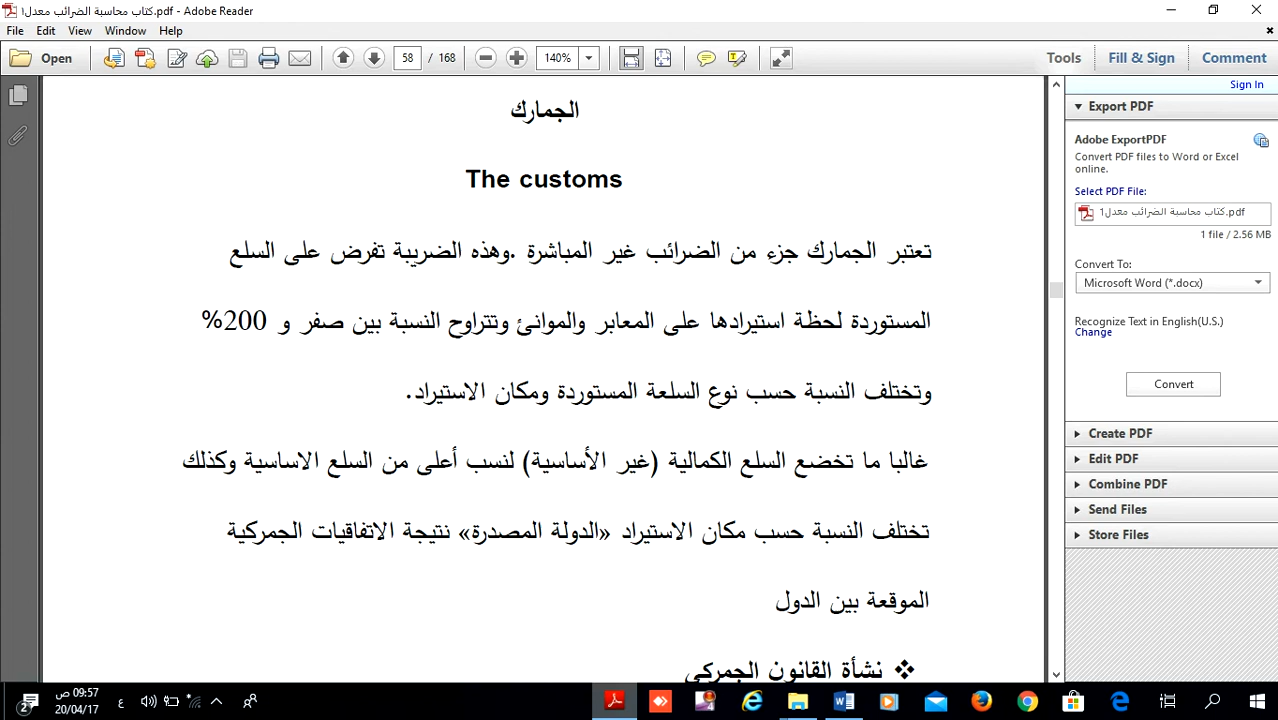 كتاب محاسبة الضرائب معدل١.pdf - Adobe Reader
File Edit View Window Help
Open 58 / 168 140% Tools Fill & Sign Comment
Sign In
الجمارك
The customs
تعتبر الجمارك جزء من الضرائب غير المباشرة .وهذه الضريبة تفرض على السلع
المستوردة لحظة استيرادها على المعابر والموانئ وتتراوح النسبة بين صفر و 200%
وتختلف النسبة حسب نوع السلعة المستوردة ومكان الاستيراد.
غالبا ما تخضع السلع الكمالية (غير الأساسية) لنسب أعلى من السلع الاساسية وكذلك
تختلف النسبة حسب مكان الاستيراد «الدولة المصدرة» نتيجة الاتفاقيات الجمركية
الموقعة بين الدول
❖ نشأة القانون الجمركي
Export PDF
Adobe ExportPDF
Convert PDF files to Word or Excel
online.
Select PDF File:
كتاب محاسبة الضرائب معدل١.pdf
1 file / 2.56 MB
Convert To:
Microsoft Word (*.docx)
Recognize Text in English(U.S.)
Change
Convert
Create PDF
Edit PDF
Combine PDF
Send Files
Store Files
09:57 ص
20/04/17
ع
2